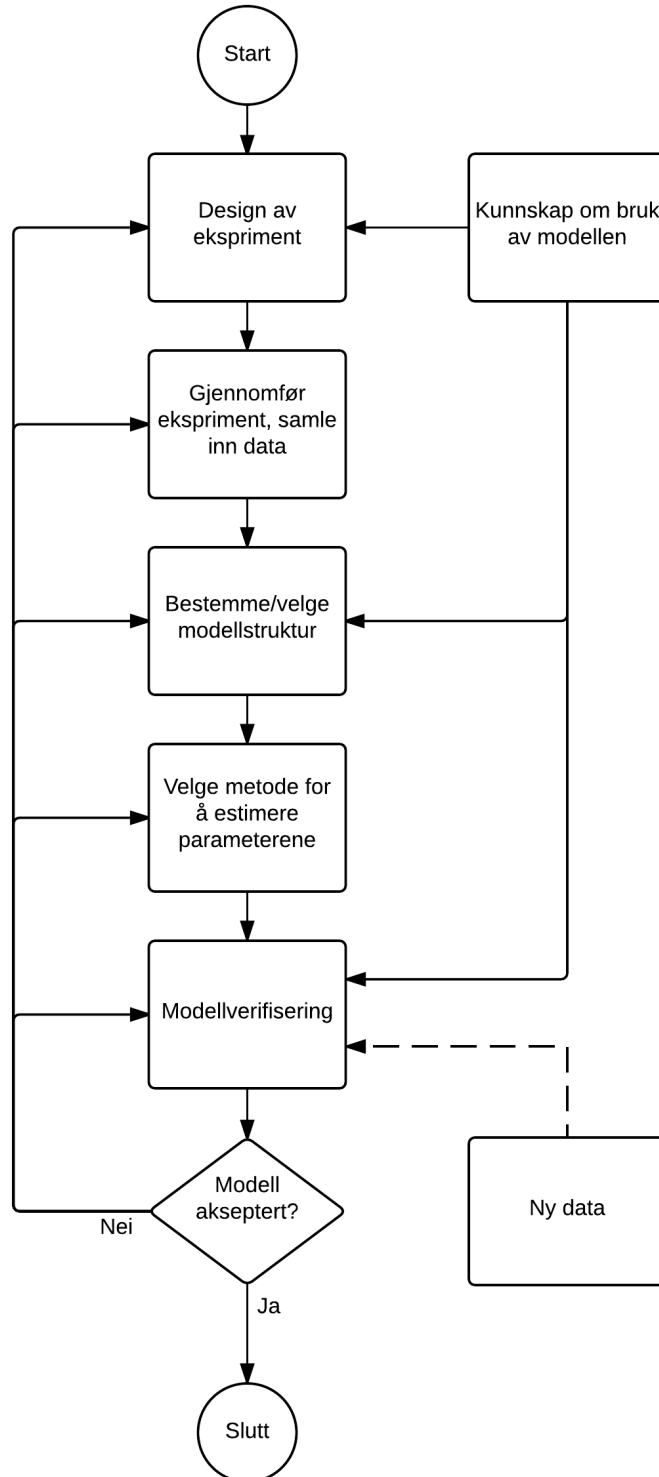 Start
Design av
ekspriment
Kunnskap om bruk
av modellen
Gjennomfør
ekspriment, samle
inn data
Bestemme/velge
modellstruktur
Velge metode for
å estimere
parameterene
Modellverifisering
Modell
akseptert?
Nei
Ny data
Ja
Slutt